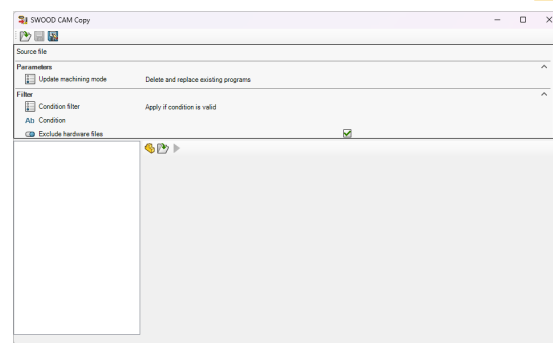 SWOOD CAM Copy
Source file
Parameters
Update machining mode Delete and replace existing programs
Filter
Condition filter Apply if condition is valid
Ab Condition
Exclude hardware files